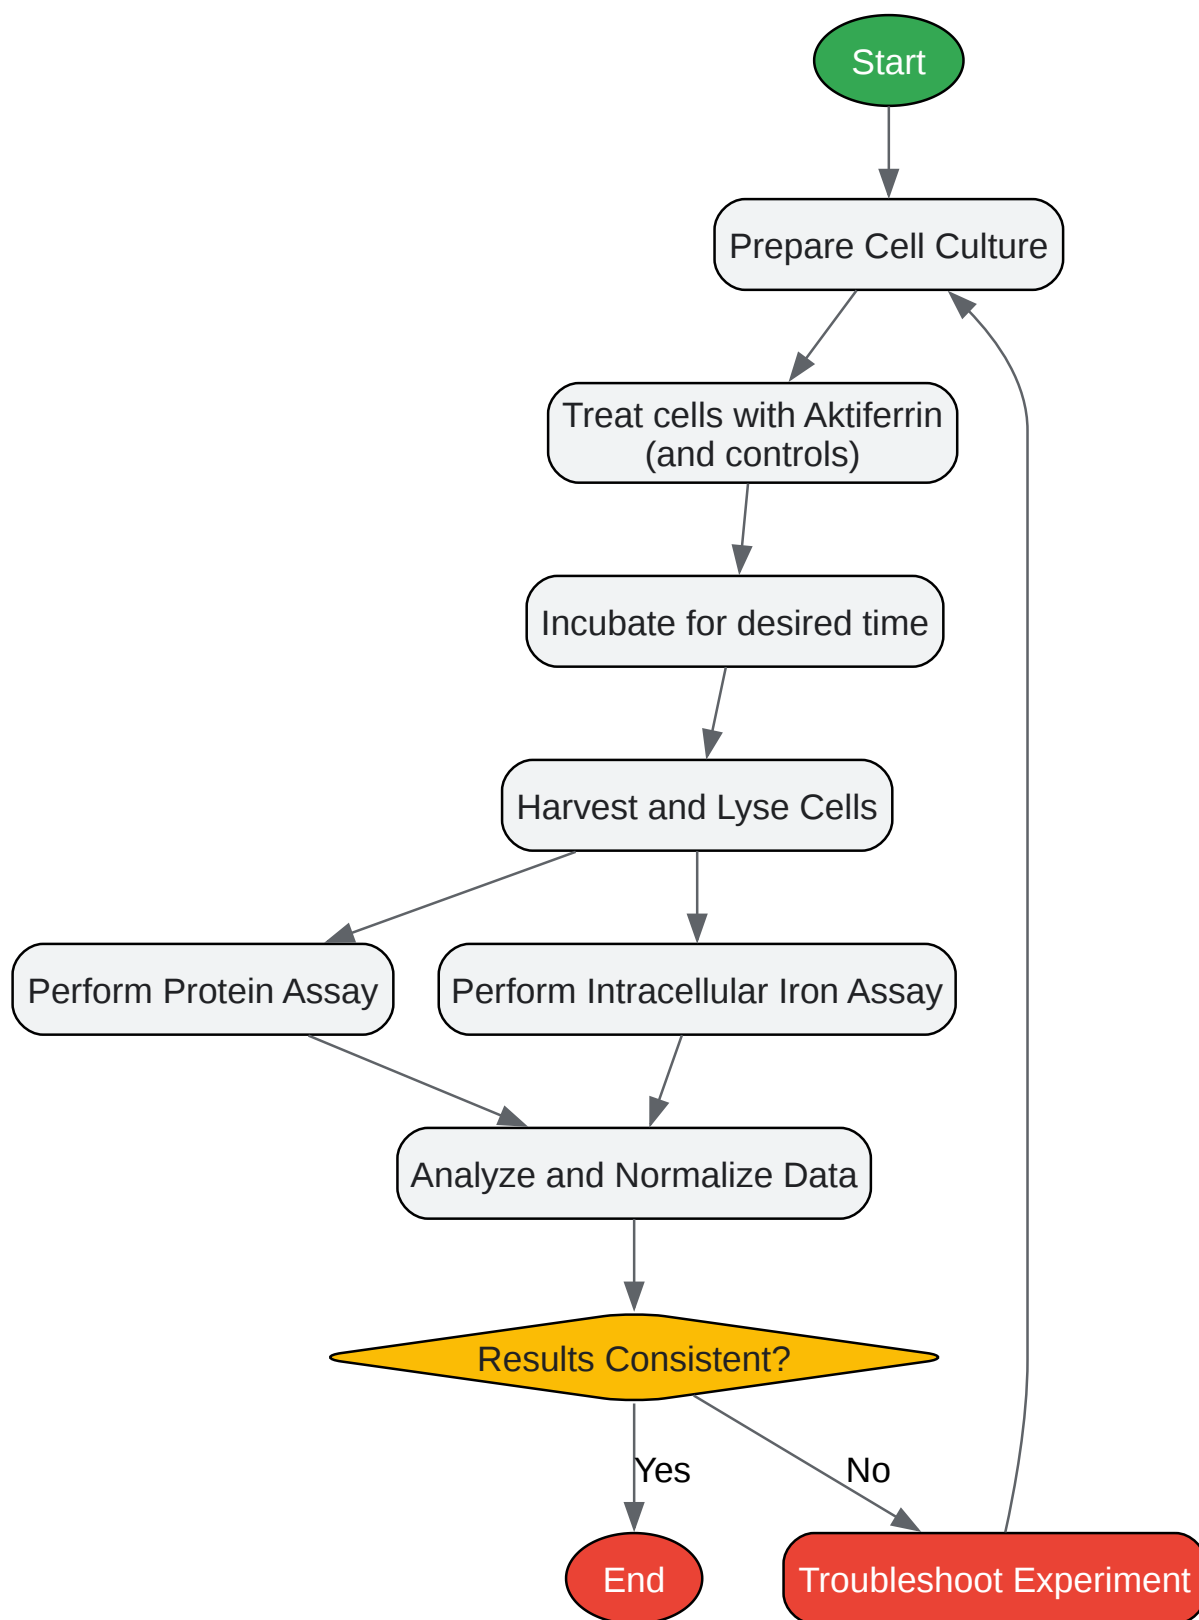 Start
Prepare Cell Culture
Treat cells with Aktiferrin
(and controls)
Incubate for desired time
Harvest and Lyse Cells
Perform Protein Assay
Perform Intracellular Iron Assay
Analyze and Normalize Data
Results Consistent?
Yes
No
End
Troubleshoot Experiment